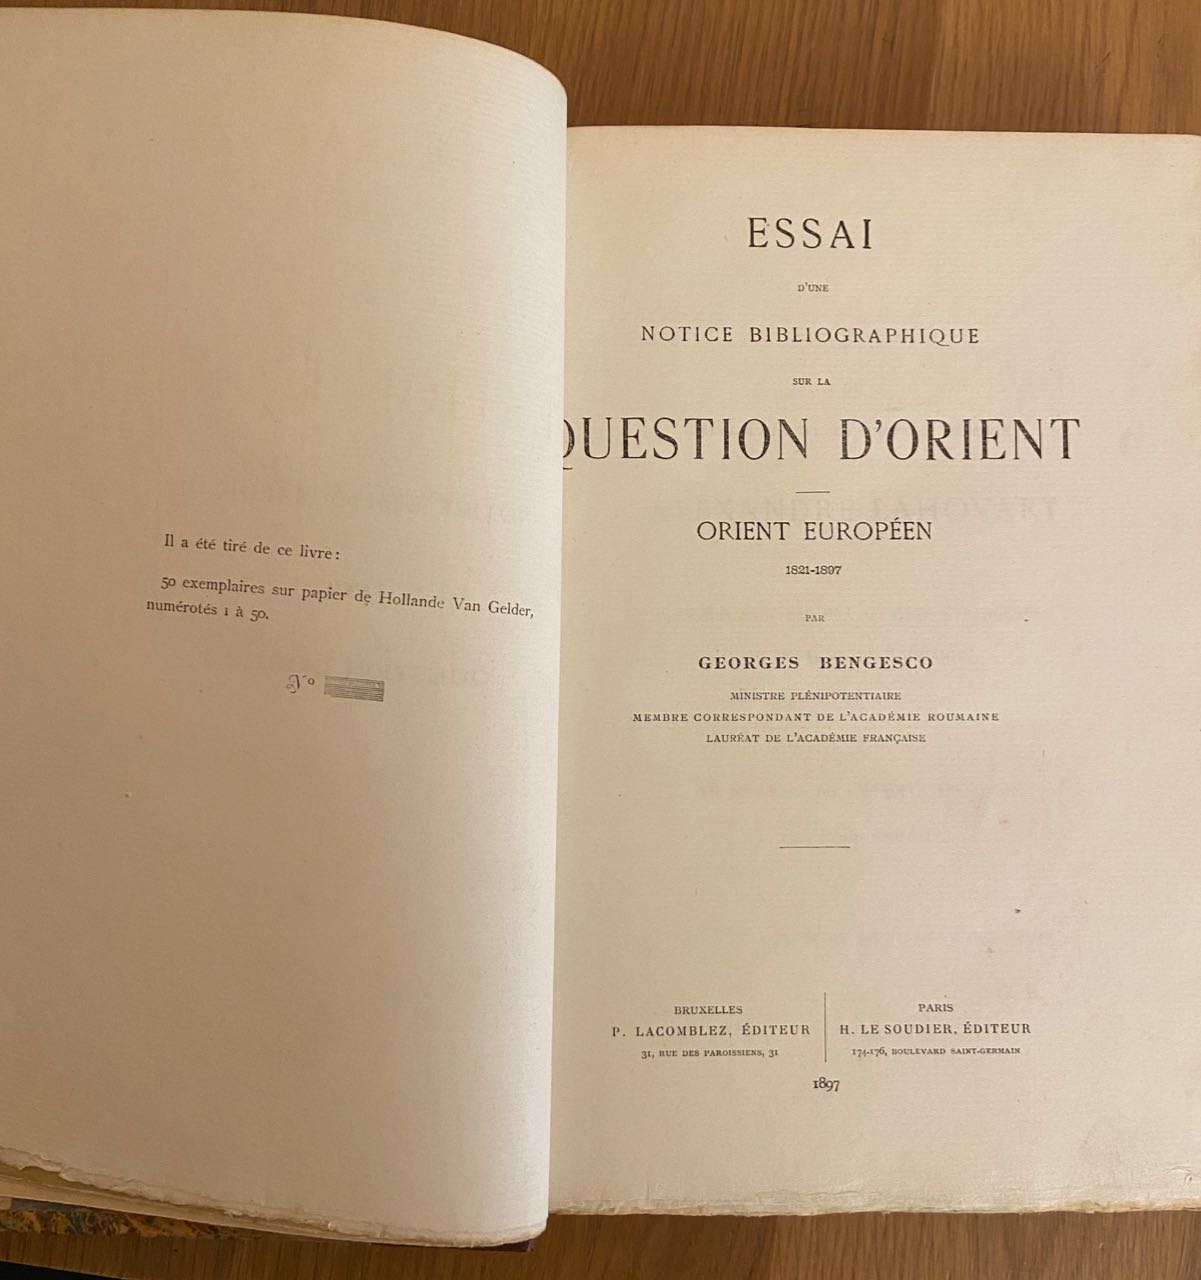 Il a été tiré de ce livre :
50 exemplaires sur papier de Hollande Van Gelder,
numérotés 1 à 50.
No
ESSAI
D'UNE
NOTICE BIBLIOGRAPHIQUE
SUR LA
QUESTION D'ORIENT
ORIENT EUROPÉEN
1821-1897
PAR
GEORGES BENGESCO
MINISTRE PLÉNIPOTENTIAIRE
MEMBRE CORRESPONDANT DE L'ACADÉMIE ROUMAINE
LAURÉAT DE L'ACADÉMIE FRANÇAISE
BRUXELLES
P. LACOMBLEZ, ÉDITEUR
31, RUE DES PAROISSIENS, 31
PARIS
H. LE SOUDIER, ÉDITEUR
174-176, BOULEVARD SAINT-GERMAIN
1897